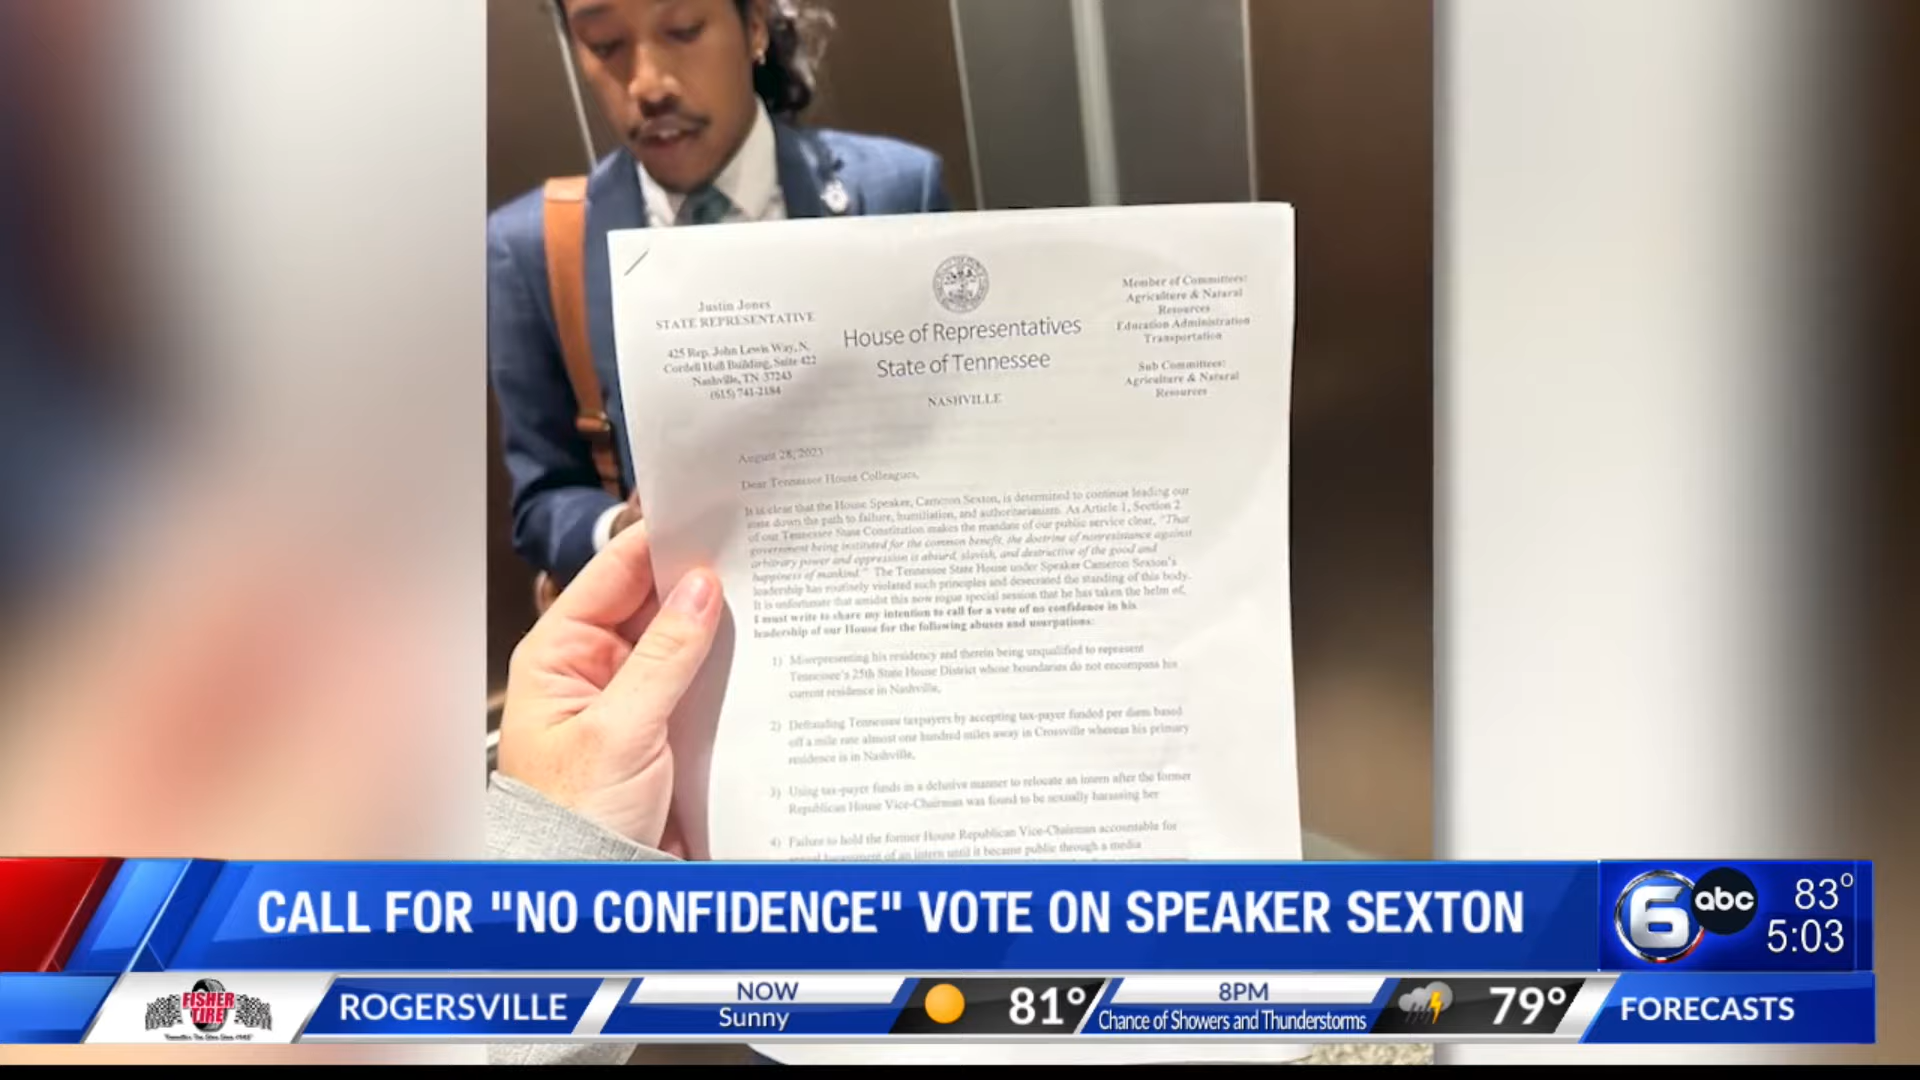 Justin Jones
STATE REPRESENTATIVE
425 Rep. John Lewis Way, N.
Cordell Hull Building, Suite 422
Nashville, TN 37243
(615) 741-2184
House of Representatives
State of Tennessee
NASHVILLE
Member of Committees:
Agriculture & Natural
Resources
Education Administration
Transportation
Sub Committees:
Agriculture & Natural
Resources
August 28, 2023
Dear Tennessee House Colleagues,
It is clear that the House Speaker, Cameron Sexton, is determined to continue leading our
state down the path to failure, humiliation, and authoritarianism. As Article 1, Section 2
of our Tennessee State Constitution makes the mandate of our public service clear, "That
government being instituted for the common benefit, the doctrine of nonresistance against
arbitrary power and oppression is absurd, slavish, and destructive of the good and
happiness of mankind." The Tennessee State House under Speaker Cameron Sexton's
leadership has routinely violated such principles and desecrated the standing of this body.
It is unfortunate that amidst this now rogue special session that he has taken the helm of,
I must write to share my intention to call for a vote of no confidence in his
leadership of our House for the following abuses and usurpations:
1) Misrepresenting his residency and therein being unqualified to represent
Tennessee's 25th State House District whose boundaries do not encompass his
current residence in Nashville,
2) Defrauding Tennessee taxpayers by accepting tax-payer funded per diem based
off a mile rate almost one hundred miles away in Crossville whereas his primary
residence is in Nashville,
3) Using tax-payer funds in a delusive manner to relocate an intern after the former
Republican House Vice-Chairman was found to be sexually harassing her
4) Failure to hold the former House Republican Vice-Chairman accountable for
harassment of an intern until it became public through a media
CALL FOR "NO CONFIDENCE" VOTE ON SPEAKER SEXTON
6 abc
83°
5:03
FISHER
TIRE
ROGERSVILLE
NOW
Sunny
81°
8PM
Chance of Showers and Thunderstorms
79°
FORECASTS